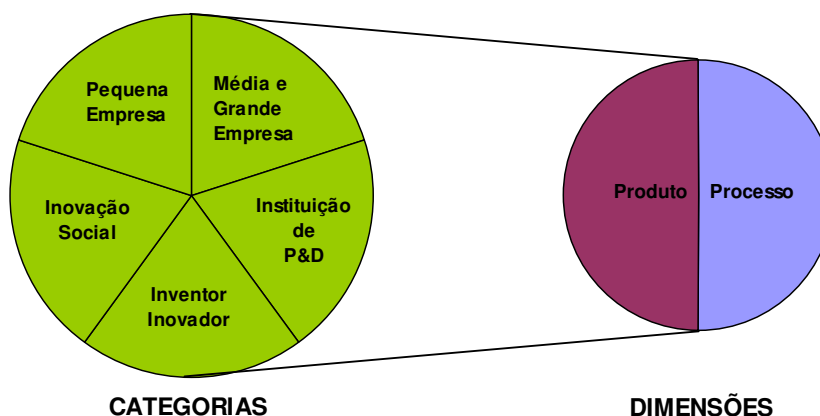 Pequena
Empresa
Média e
Grande
Empresa
Inovação
Social
Instituição
de
P&D
Inventor
Inovador
Produto
Processo
CATEGORIAS
DIMENSÕES